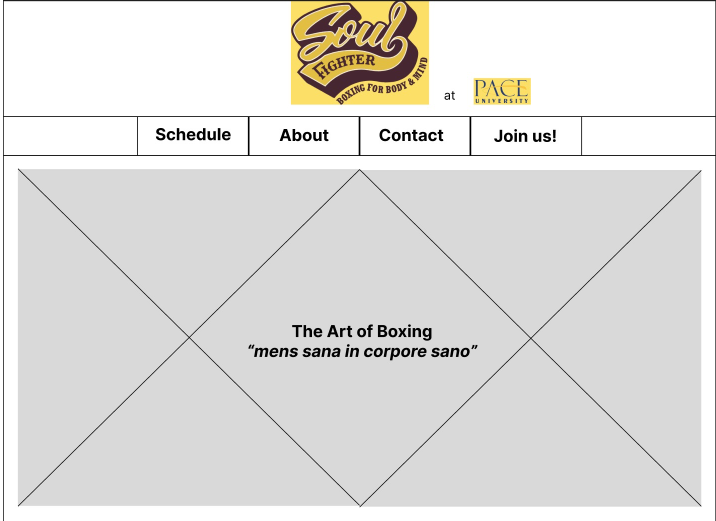 Soul
FIGHTER
BOXING FOR BODY & MIND
at
PACE
UNIVERSITY
Schedule
About
Contact
Join us!
The Art of Boxing
“mens sana in corpore sano”